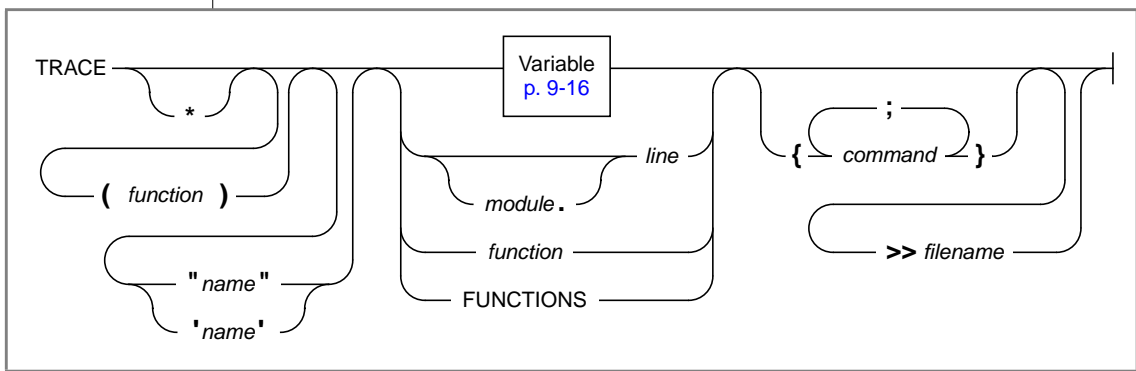 TRACE
*
( function )
"name"
'name'
Variable
p. 9-16
module. line
function
FUNCTIONS
;
{ command }
>> filename